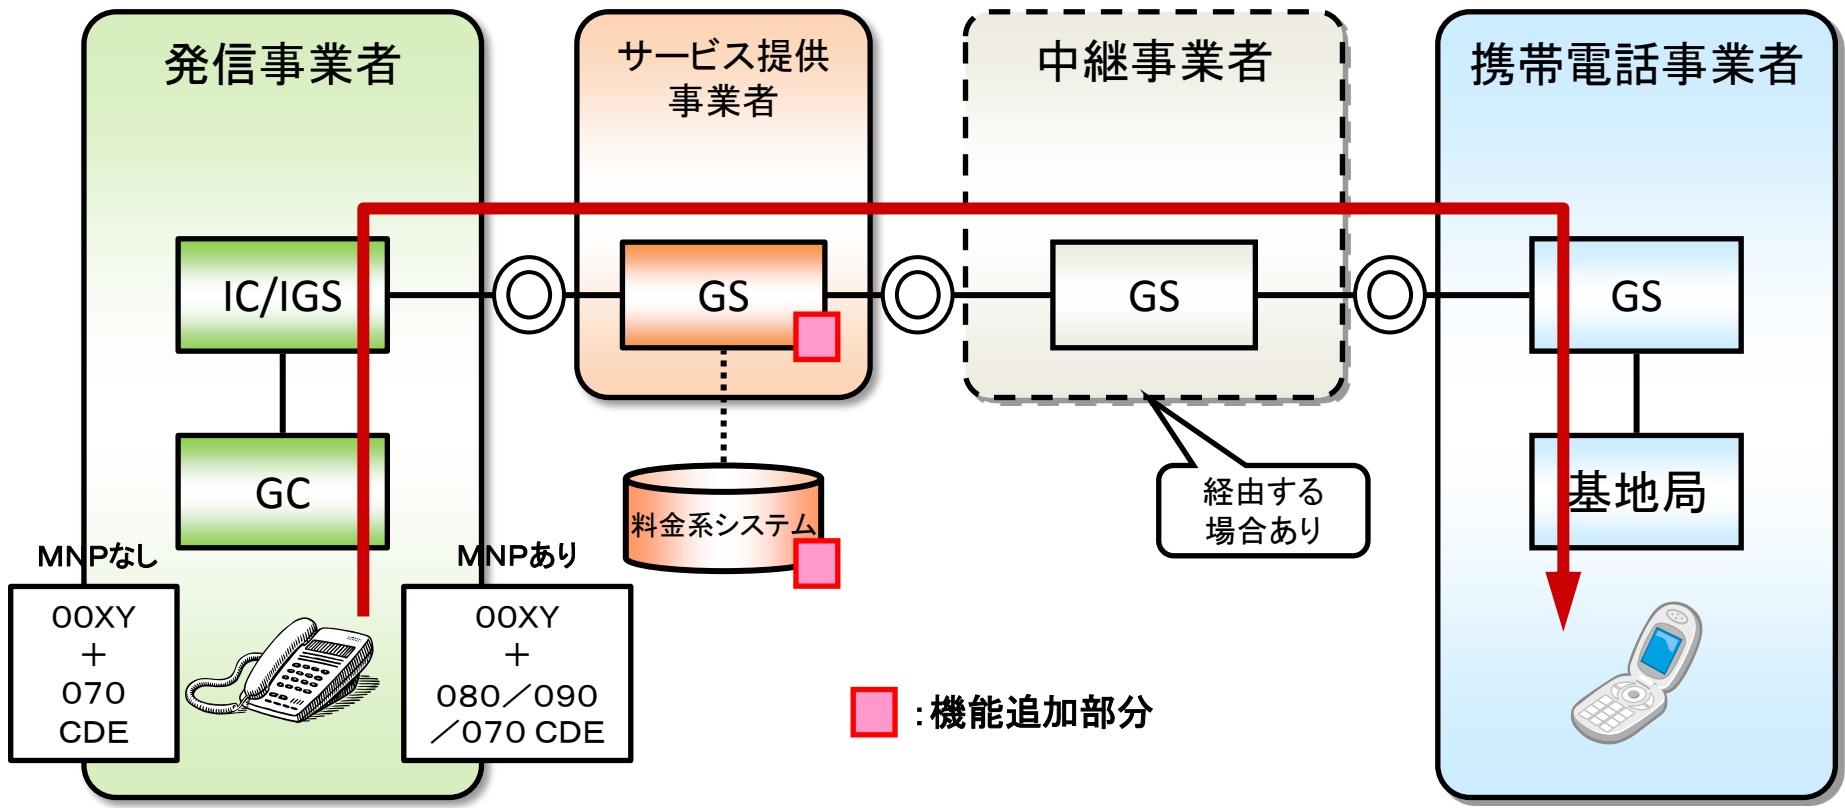 発信事業者
サービス提供
事業者
中継事業者
携帯電話事業者
IC/IGS
GS
GS
GS
GC
料金系システム
経由する
場合あり
基地局
MNPなし
MNPあり
00XY
+
070
CDE
00XY
+
080／090
／070 CDE
：機能追加部分